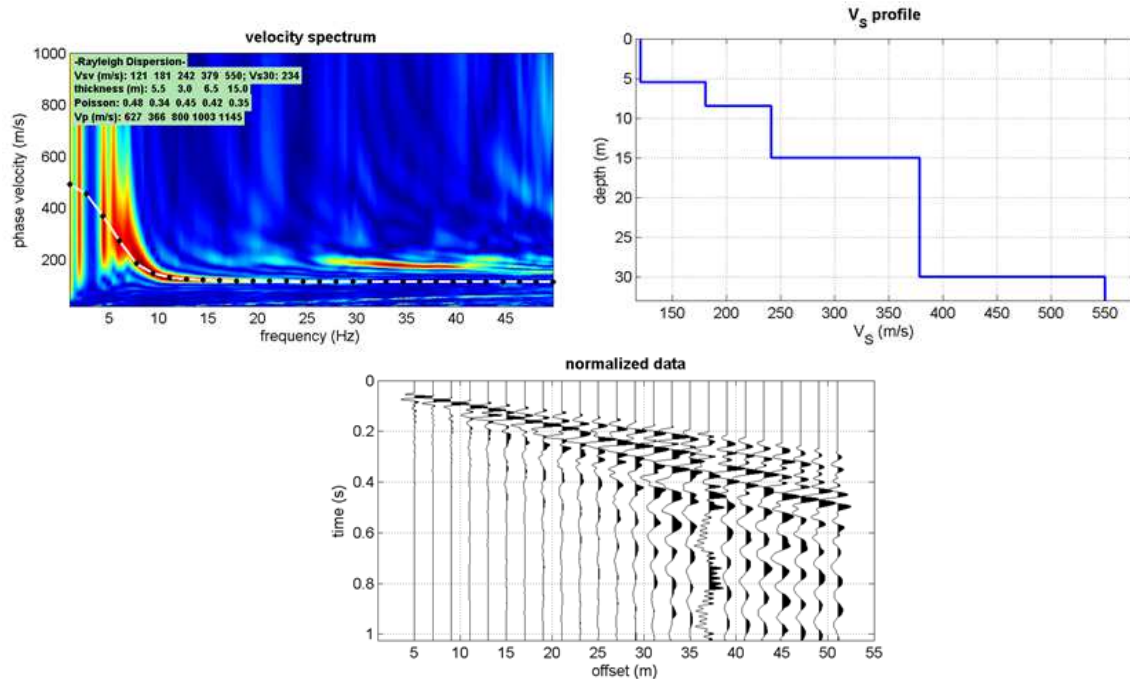 velocity spectrum
1000
800
600
400
200
phase velocity (m/s)
-Rayleigh Dispersion-
Vsv (m/s): 121 181 242 379 550; Vs30: 234
thickness (m): 5.5 3.0 6.5 15.0
Poisson: 0.48 0.34 0.45 0.42 0.35
Vp (m/s): 627 366 800 1003 1145
5 10 15 20 25 30 35 40 45
frequency (Hz)
VS profile
0
5
10
15
20
25
30
depth (m)
150 200 250 300 350 400 450 500 550
VS (m/s)
normalized data
0
0.2
0.4
0.6
0.8
1
time (s)
5 10 15 20 25 30 35 40 45 50 55
offset (m)